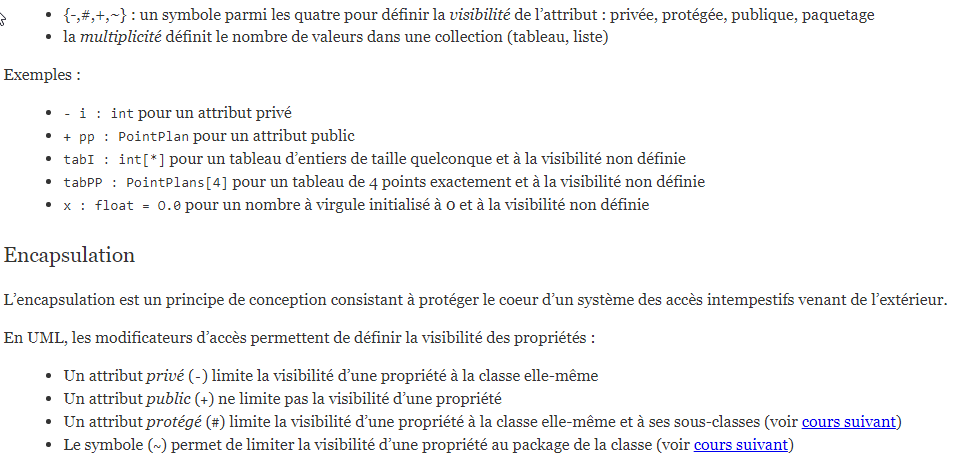 • {-,#,+,~} : un symbole parmi les quatre pour définir la visibilité de l’attribut : privée, protégée, publique, paquetage
• la multiplicité définit le nombre de valeurs dans une collection (tableau, liste)
Exemples :
• - i : int pour un attribut privé
• + pp : PointPlan pour un attribut public
• tabI : int[*] pour un tableau d’entiers de taille quelconque et à la visibilité non définie
• tabPP : PointPlans[4] pour un tableau de 4 points exactement et à la visibilité non définie
• x : float = 0.0 pour un nombre à virgule initialisé à 0 et à la visibilité non définie
Encapsulation
L’encapsulation est un principe de conception consistant à protéger le coeur d’un système des accès intempestifs venant de l’extérieur.
En UML, les modificateurs d’accès permettent de définir la visibilité des propriétés :
• Un attribut privé (-) limite la visibilité d’une propriété à la classe elle-même
• Un attribut public (+) ne limite pas la visibilité d’une propriété
• Un attribut protégé (#) limite la visibilité d’une propriété à la classe elle-même et à ses sous-classes (voir cours suivant)
• Le symbole (~) permet de limiter la visibilité d’une propriété au package de la classe (voir cours suivant)